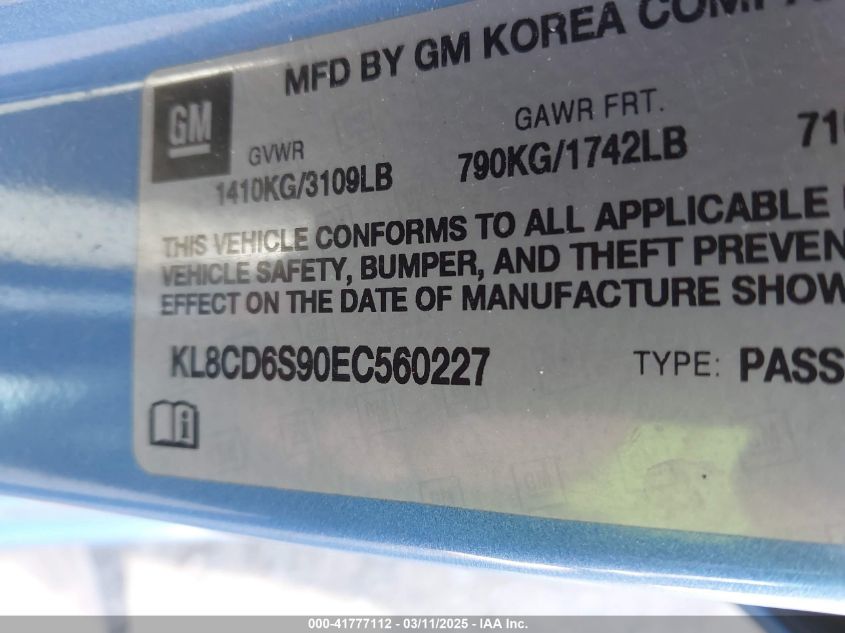 MFD BY GM KOREA
GM
GVWR
GAWR FRT.
1410KG/3109LB
790KG/1742LB
THIS VEHICLE CONFORMS TO ALL APPLICABLE
VEHICLE SAFETY, BUMPER, AND THEFT PREVEN
EFFECT ON THE DATE OF MANUFACTURE SHOW
KL8CD6S90EC560227
TYPE: PASS
i
GM
GM
000-41777112 - 03/11/2025 - IAA Inc.